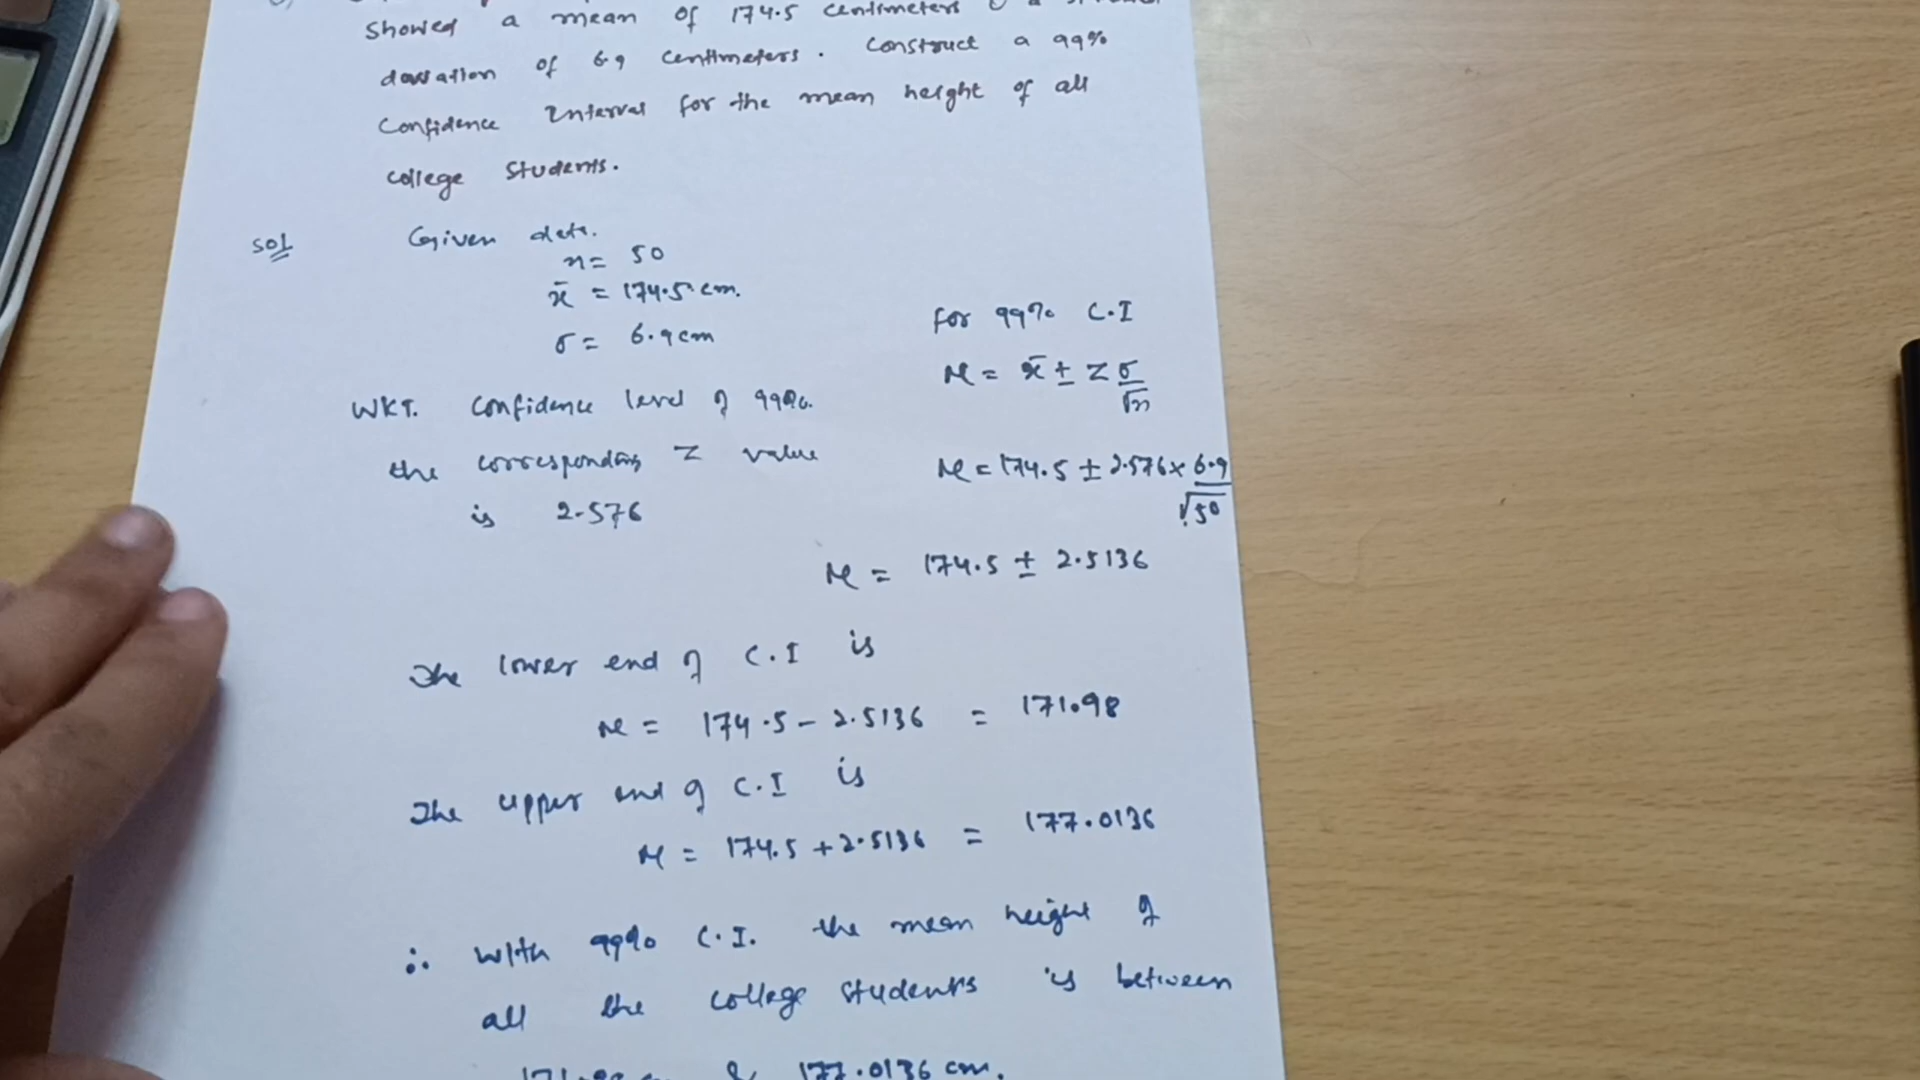 showed a mean of 174.5 centimeters & a
deviation of 6.9 centimeters. Construct a 99%
Confidence Interval for the mean height of all
college students.
Sol Given data.
n = 50
x̄ = 174.5 cm.
σ = 6.9 cm
WKT. Confidence level of 99%.
the corresponding Z value
is 2.576
for 99% C.I
M = x̄ ± Z σ/√n
M = 174.5 ± 2.576 × 6.9/√50
M = 174.5 ± 2.5136
The lower end of C.I is
M = 174.5 - 2.5136 = 171.98
The upper end of C.I is
M = 174.5 + 2.5136 = 177.0136
∴ With 99% C.I. the mean height of
all the college students is between
& 177.0136 cm.